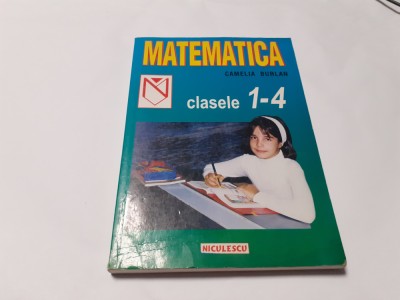 MATEMATICA
CAMELIA BURLAN
clasele 1-4
NICULESCU